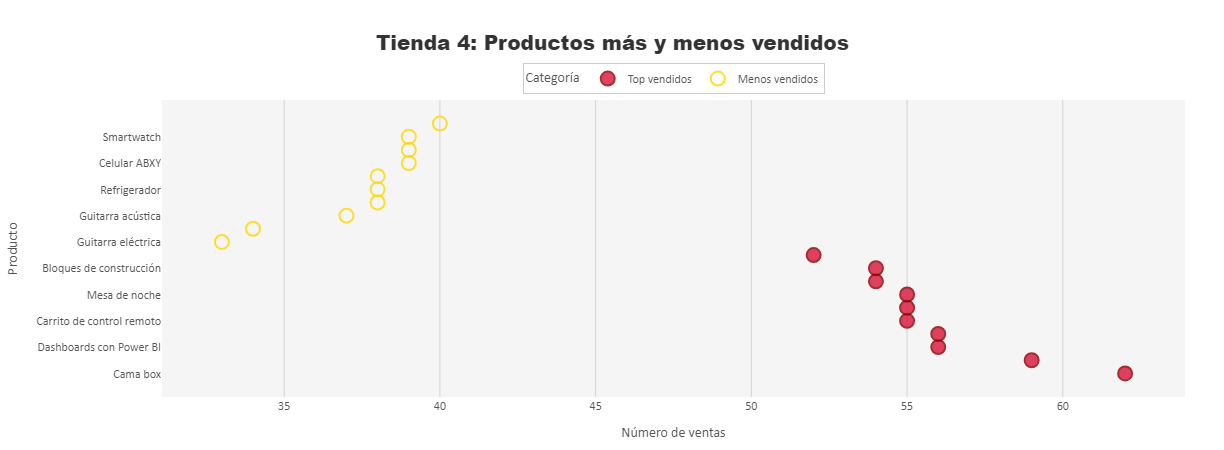 Tienda 4: Productos más y menos vendidos
Categoría Top vendidos Menos vendidos
Producto
Smartwatch
Celular ABXY
Refrigerador
Guitarra acústica
Guitarra eléctrica
Bloques de construcción
Mesa de noche
Carrito de control remoto
Dashboards con Power BI
Cama box
35 40 45 50 55 60
Número de ventas